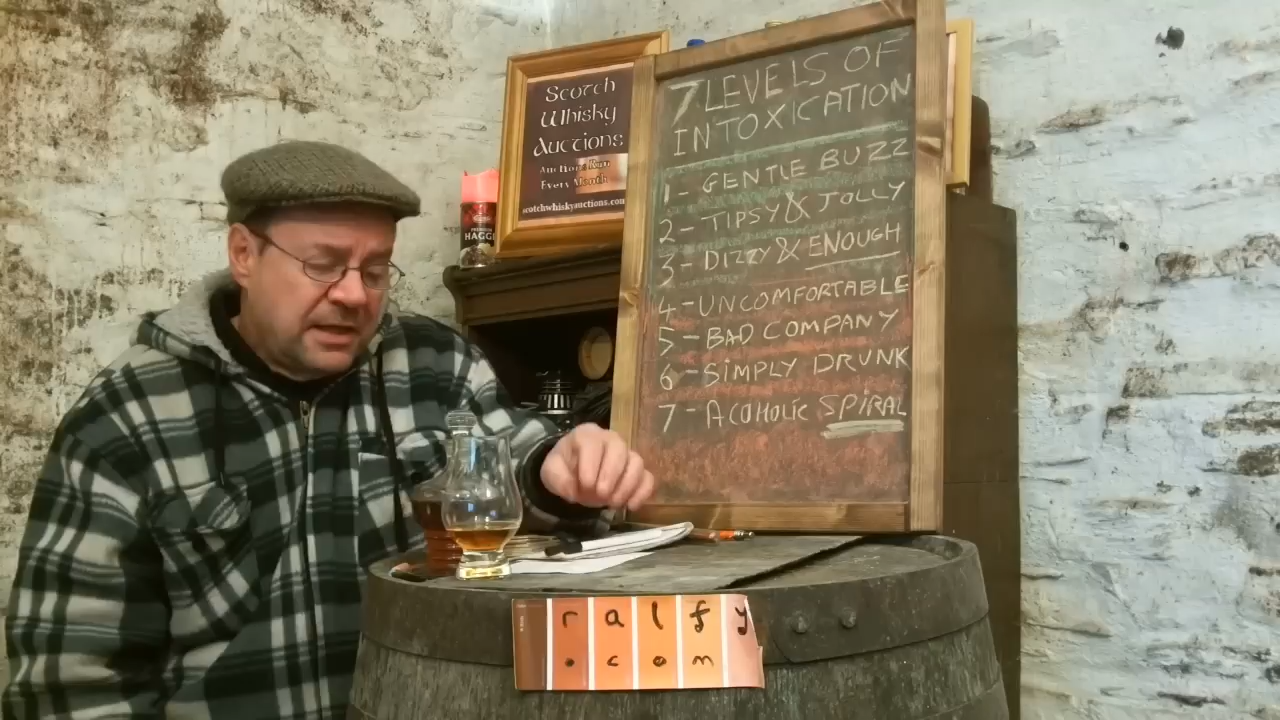 Scotch
Whisky
Auctions
Auctions Run
Every Month
scotchwhiskyauctions.com
HAGGI
7 LEVELS OF
INTOXICATION
1 - GENTLE BUZZ
2 - TIPSY & JOLLY
3 - DIZZY & ENOUGH
4 - UNCOMFORTABLE
5 - BAD COMPANY
6 - SIMPLY DRUNK
7 - ACOHOLIC SPIRAL
ralfy
.com